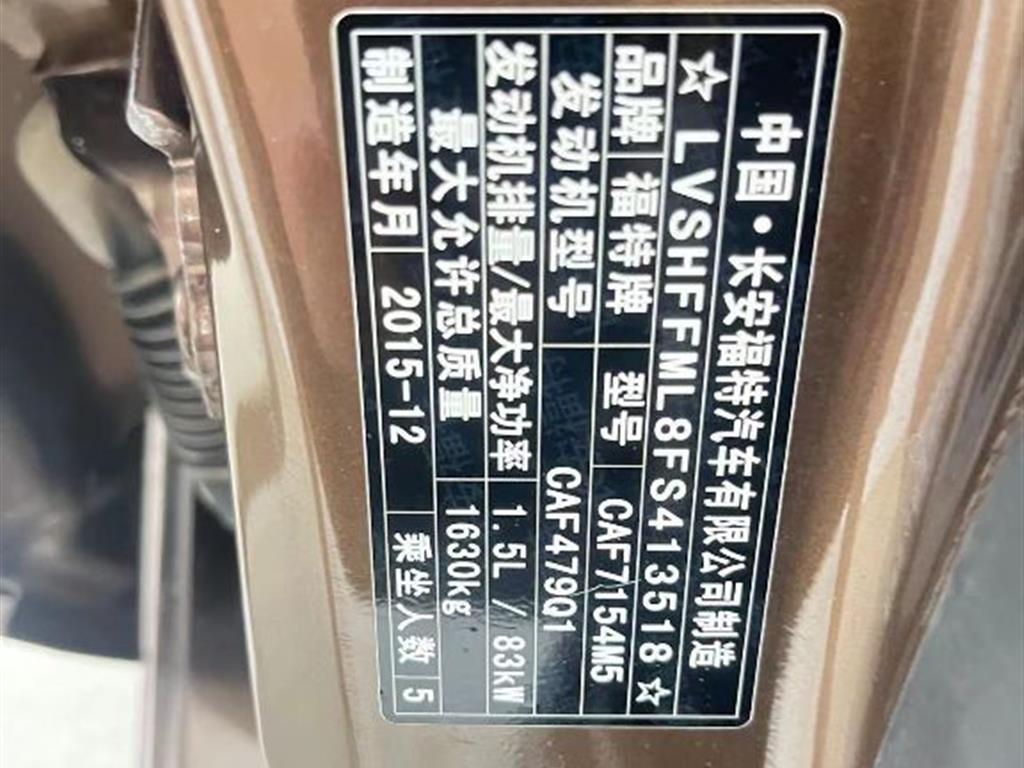 中国·长安福特汽车有限公司制造
☆LVSHFFML8FS413518☆
品牌 福特牌 型号 CAF7154M5
发动机型号 CAF479Q1
发动机排量/最大净功率 1.5L / 83kW
最大允许总质量 1630kg
制造年月 2015-12 乘坐人数 5